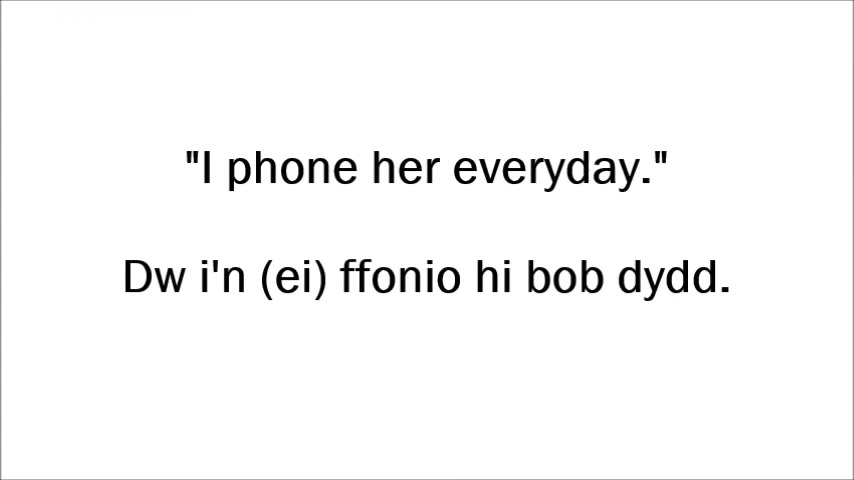 "I phone her everyday."
Dw i'n (ei) ffonio hi bob dydd.